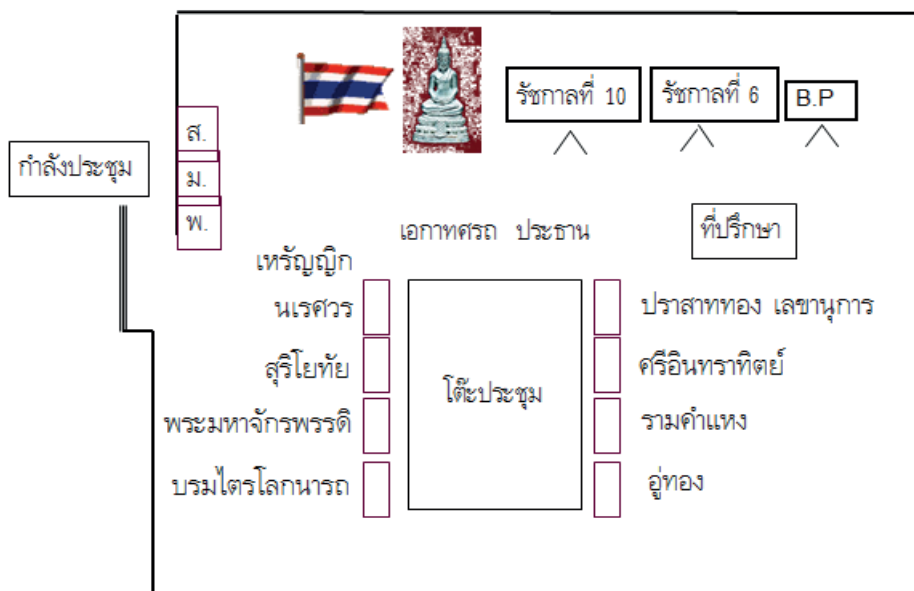 รัชกาลที่ 10
รัชกาลที่ 6
B.P
ส.
กำลังประชุม
ม.
พ.
เอกาทศรถ ประธาน
ที่ปรึกษา
เหรัญญิก
นเรศวร
ปราสาททอง เลขานุการ
สุริโยทัย
ศรีอินทราทิตย์
โต๊ะประชุม
พระมหาจักรพรรดิ
รามคำแหง
บรมไตรโลกนารถ
อู่ทอง